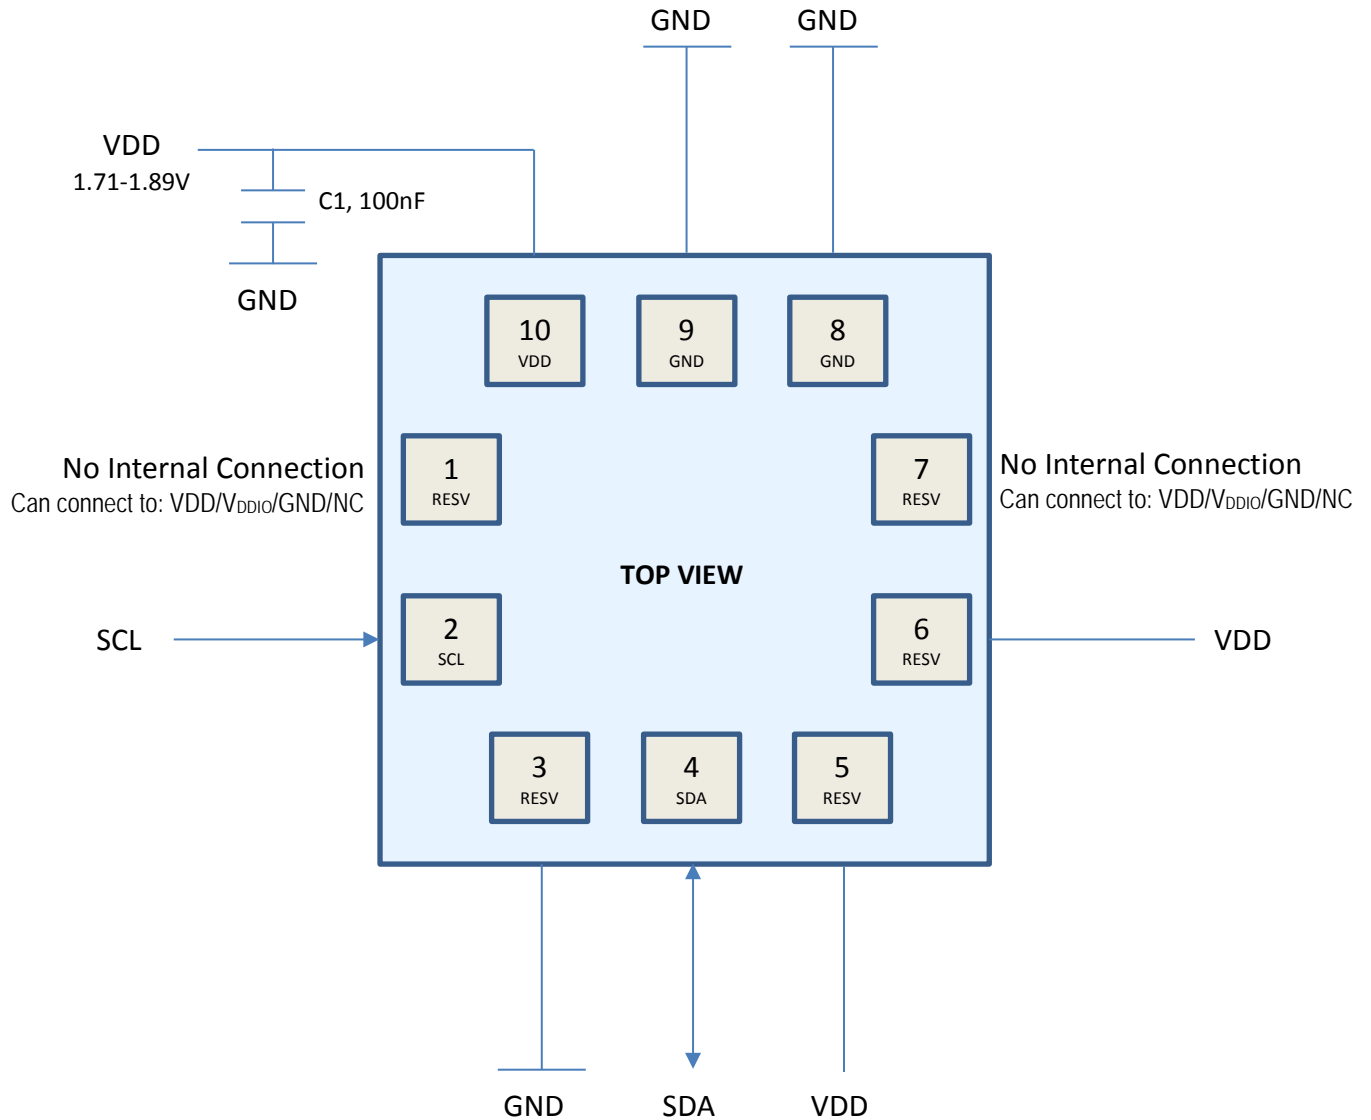 GND
GND
VDD
1.71-1.89V
C1, 100nF
GND
10
VDD
9
GND
8
GND
No Internal Connection
Can connect to: VDD/VDDIO/GND/NC
1
RESV
7
RESV
No Internal Connection
Can connect to: VDD/VDDIO/GND/NC
TOP VIEW
SCL
2
SCL
6
RESV
VDD
3
RESV
4
SDA
5
RESV
GND
SDA
VDD